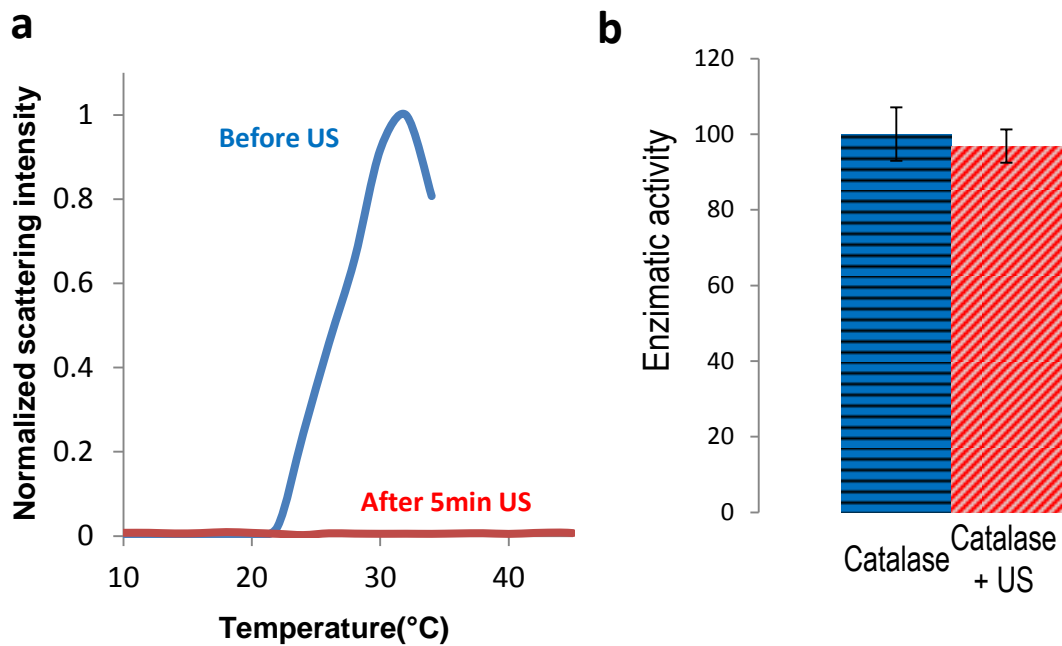 a
Normalized scattering intensity
1
0.8
0.6
0.4
0.2
0
Before US
After 5min US
10
20
30
40
Temperature(°C)
b
Enzimatic activity
120
100
80
60
40
20
0
Catalase
Catalase
+ US